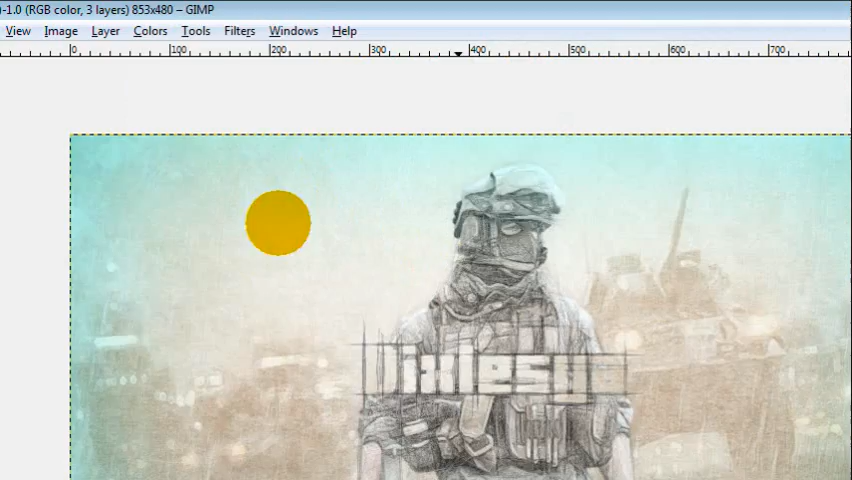 )-1.0 (RGB color, 3 layers) 853x480 – GIMP
View Image Layer Colors Tools Filters Windows Help
0 100 200 300 400 500 600 700